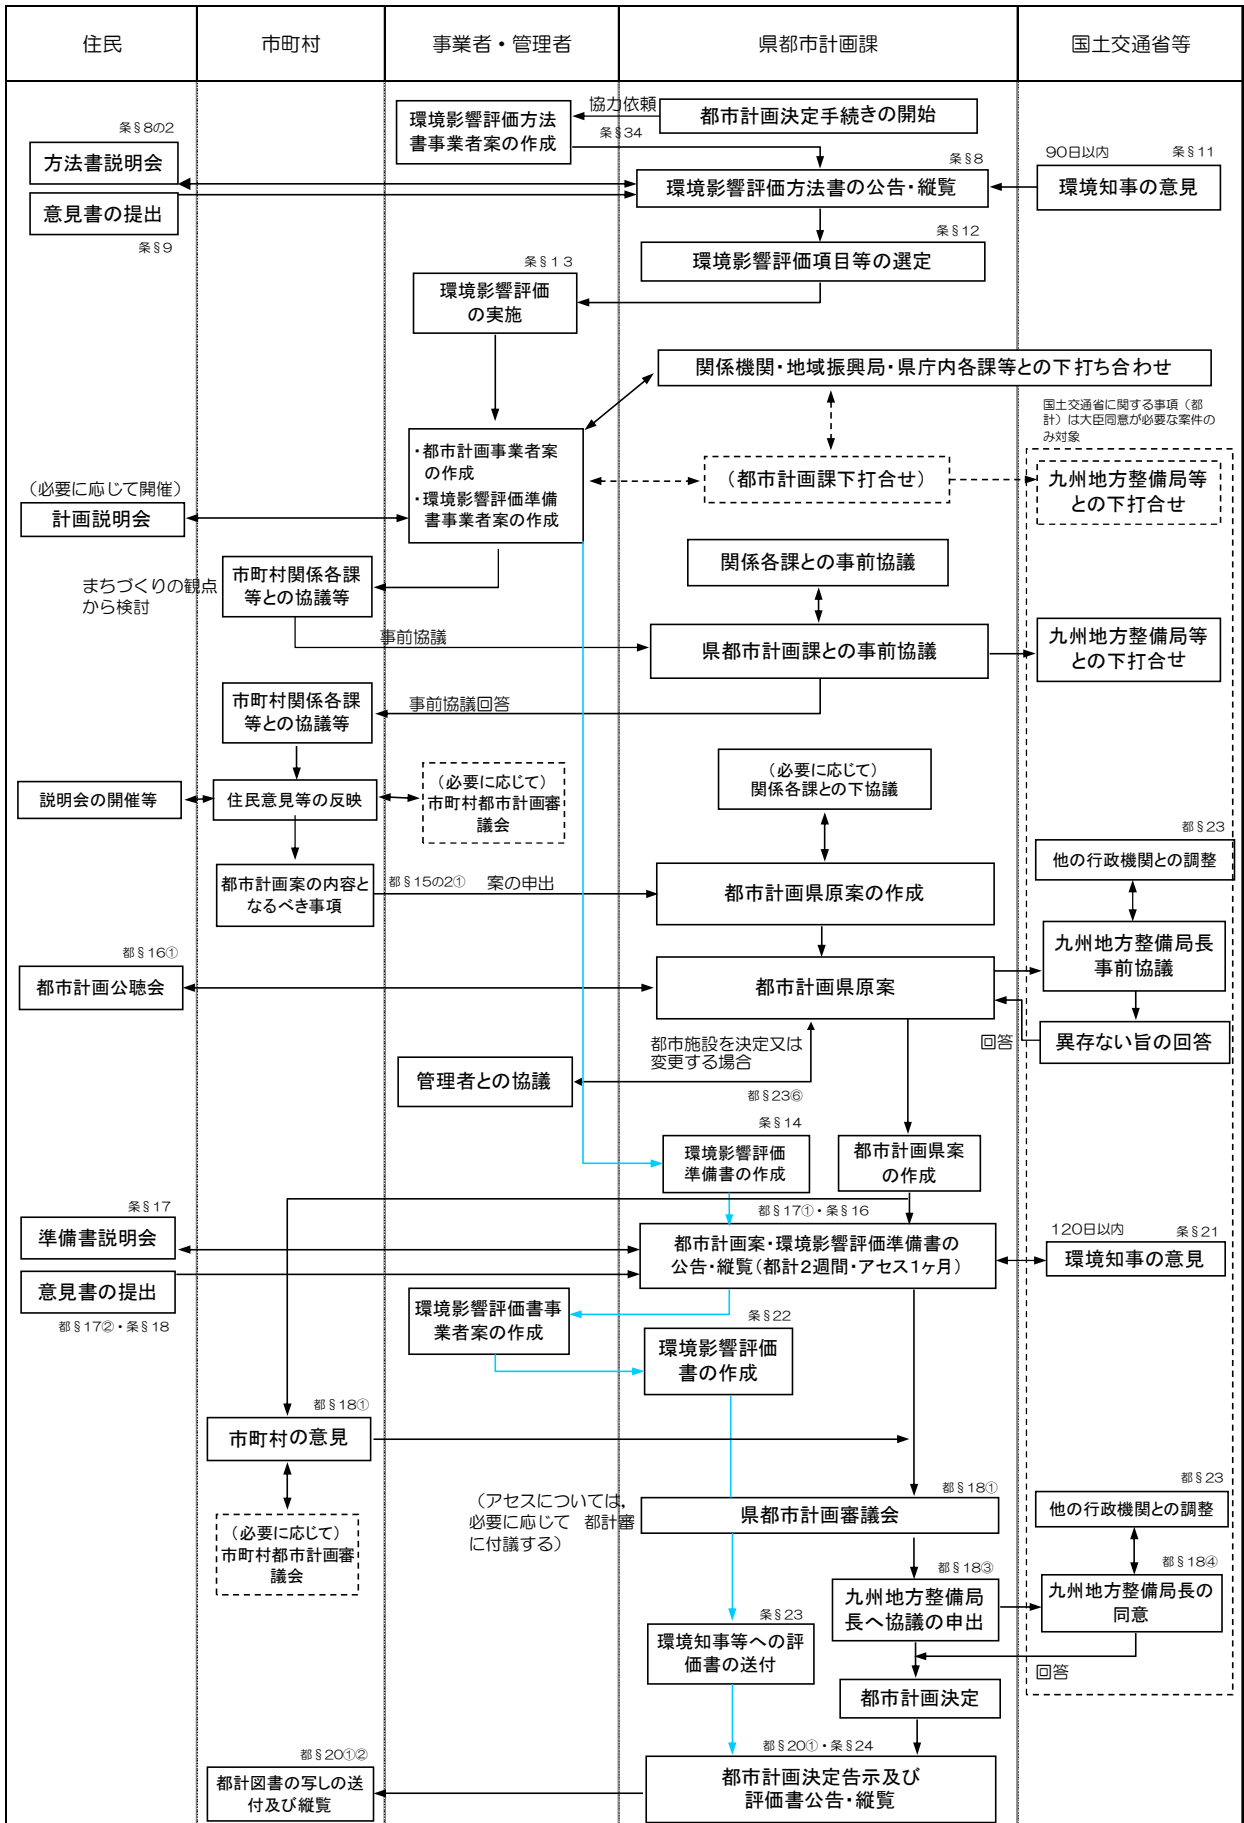 住民
市町村
事業者・管理者
県都市計画課
国土交通省等
協力依頼
環境影響評価方法
書事業者案の作成
都市計画決定手続きの開始
条§34
条§8の2
方法書説明会
条§8
環境影響評価方法書の公告・縦覧
90日以内
条§11
環境知事の意見
意見書の提出
条§9
条§12
環境影響評価項目等の選定
条§13
環境影響評価
の実施
関係機関・地域振興局・県庁内各課等との下打ち合わせ
国土交通省に関する事項（都
計）は大臣同意が必要な案件の
み対象
・都市計画事業者案
の作成
・環境影響評価準備
書事業者案の作成
（都市計画課下打合せ）
九州地方整備局等
との下打合せ
（必要に応じて開催）
計画説明会
関係各課との事前協議
まちづくりの観点
から検討
市町村関係各課
等との協議等
事前協議
県都市計画課との事前協議
九州地方整備局等
との下打合せ
市町村関係各課
等との協議等
事前協議回答
説明会の開催等
住民意見等の反映
（必要に応じて）
市町村都市計画審
議会
（必要に応じて）
関係各課との下協議
都§23
他の行政機関との調整
都市計画案の内容と
なるべき事項
都§15の2①
案の申出
都市計画県原案の作成
都§16①
都市計画公聴会
都市計画県原案
九州地方整備局長
事前協議
回答
異存ない旨の回答
都市施設を決定又は
変更する場合
管理者との協議
都§23⑥
条§14
環境影響評価
準備書の作成
都市計画県案
の作成
都§17①・条§16
条§17
準備書説明会
都市計画案・環境影響評価準備書の
公告・縦覧（都計2週間・アセス1ヶ月）
120日以内
条§21
環境知事の意見
意見書の提出
都§17②・条§18
環境影響評価書事
業者案の作成
条§22
環境影響評価
書の作成
都§18①
市町村の意見
（必要に応じて）
市町村都市計画審
議会
（アセスについては，
必要に応じて　都計審
に付議する）
都§18①
県都市計画審議会
都§23
他の行政機関との調整
都§18③
九州地方整備局
長へ協議の申出
都§18④
九州地方整備局長の
同意
回答
条§23
環境知事等への評
価書の送付
都市計画決定
都§20①・条§24
都市計画決定告示及び
評価書公告・縦覧
都§20①②
都計図書の写しの送
付及び縦覧